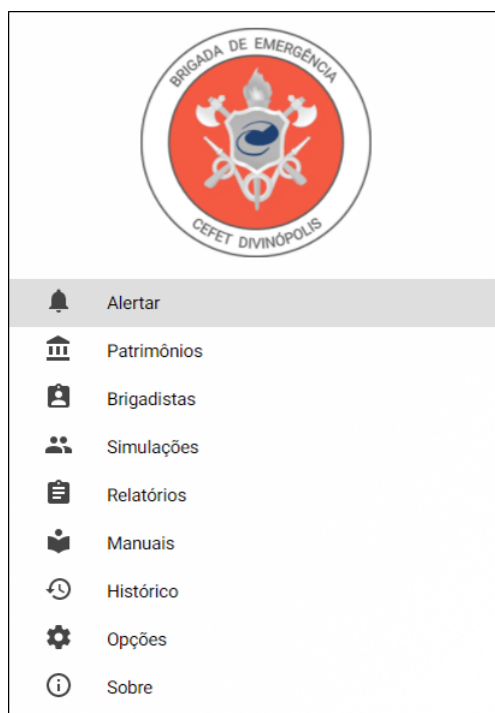 BRIGADA DE EMERGÊNCIA
CEFET DIVINÓPOLIS
Alertar
Patrimônios
Brigadistas
Simulações
Relatórios
Manuais
Histórico
Opções
Sobre